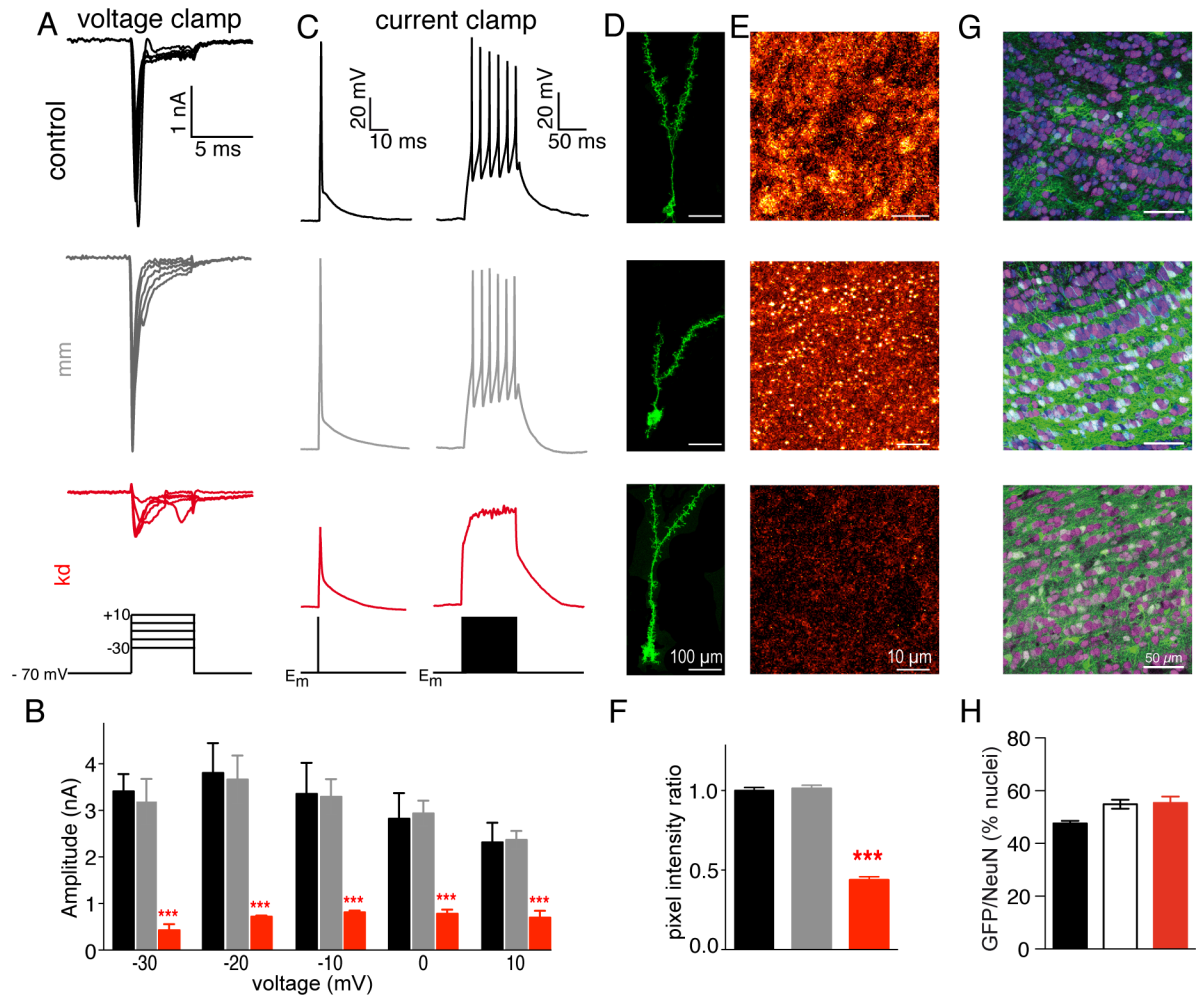 A
voltage clamp
control
1 nA
5 ms
mm
kd
+10
-30
- 70 mV
C
current clamp
20 mV
10 ms
20 mV
50 ms
Em
Em
D
100 µm
E
10 µm
G
50 µm
B
Amplitude (nA)
4
3
2
1
0
***
***
***
***
***
-30
-20
-10
0
10
voltage (mV)
F
pixel intensity ratio
1.0
0.5
0.0
***
H
GFP/NeuN (% nuclei)
80
60
40
20
0